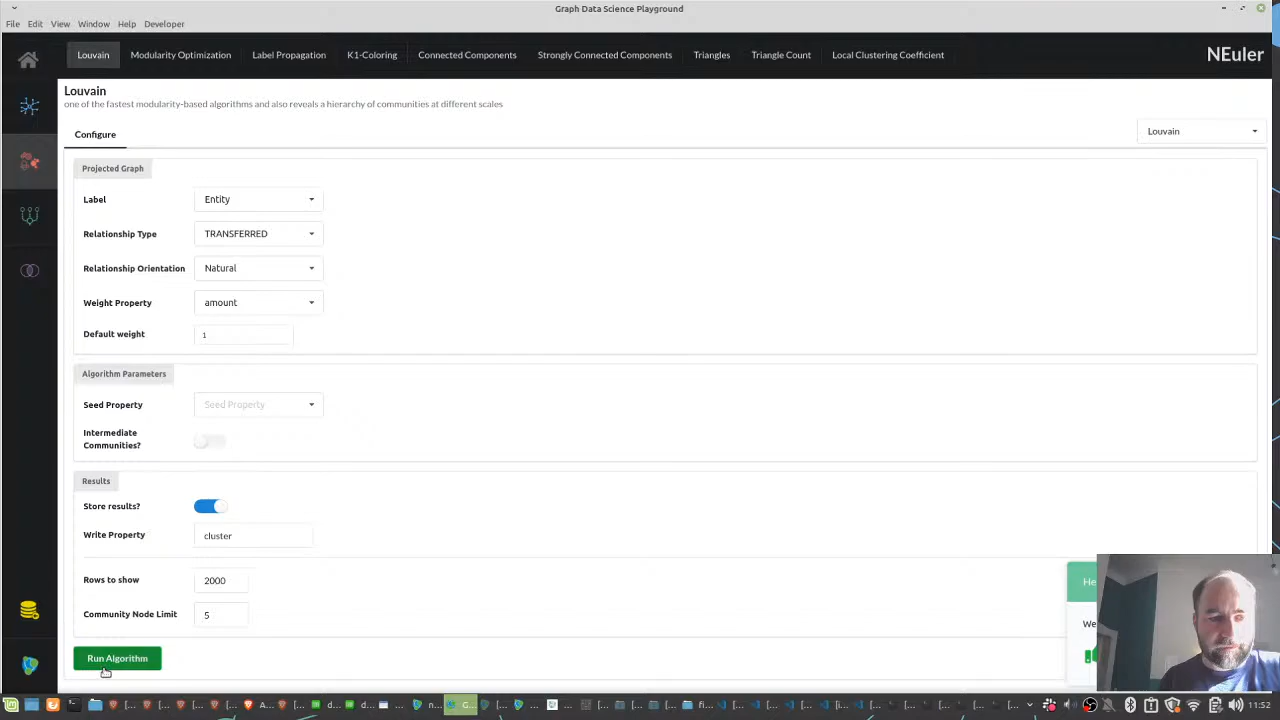 Graph Data Science Playground
File Edit View Window Help Developer
Louvain Modularity Optimization Label Propagation K1-Coloring Connected Components Strongly Connected Components Triangles Triangle Count Local Clustering Coefficient NEuler
Louvain
one of the fastest modularity-based algorithms and also reveals a hierarchy of communities at different scales
Configure
Louvain
Projected Graph
Label Entity
Relationship Type TRANSFERRED
Relationship Orientation Natural
Weight Property amount
Default weight 1
Algorithm Parameters
Seed Property Seed Property
Intermediate
Communities?
Results
Store results?
Write Property cluster
Rows to show 2000
Community Node Limit 5
He
We
Run Algorithm
11:52